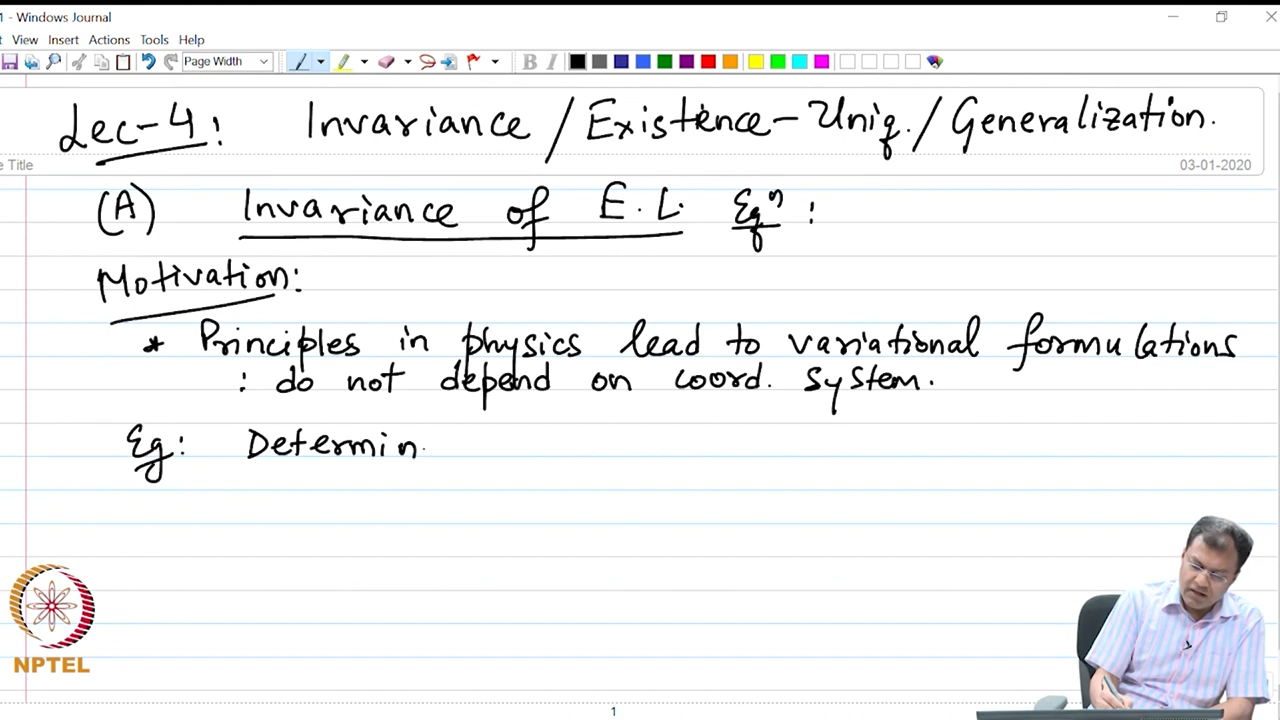 1 - Windows Journal
View Insert Actions Tools Help
Page Width
B I
Lec-4: Invariance / Existence-Uniq. / Generalization.
e Title
03-01-2020
(A) Invariance of E.L. Eqⁿ:
Motivation:
* Principles in physics lead to variational formulations
: do not depend on coord. system.
Eg: Determin
NPTEL
1